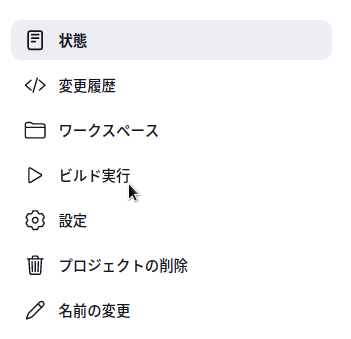 状態
変更履歴
ワークスペース
ビルド実行
設定
プロジェクトの削除
名前の変更